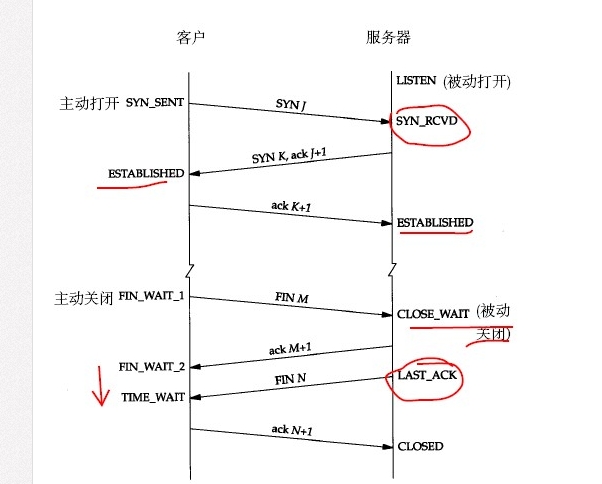 客户 服务器
LISTEN (被动打开)
主动打开 SYN_SENT SYN J
SYN_RCVD
SYN K, ack J+1
ESTABLISHED
ack K+1
ESTABLISHED
主动关闭 FIN_WAIT_1 FIN M
CLOSE_WAIT (被动
关闭)
ack M+1
FIN_WAIT_2
FIN N LAST_ACK
TIME_WAIT
ack N+1
CLOSED